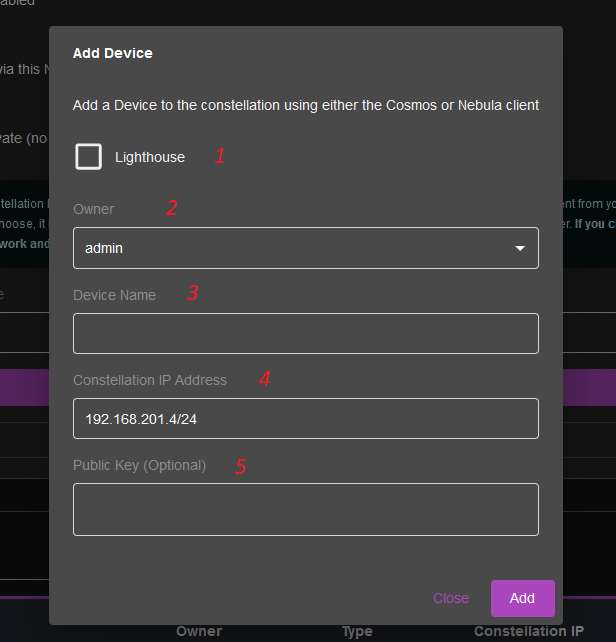 abled
via this N
vate (no
Add Device
Add a Device to the constellation using either the Cosmos or Nebula client
Lighthouse 1
stellation
ent from yo
hoose, it
er. If you c
work and
Owner 2
admin
Device Name 3
Constellation IP Address 4
192.168.201.4/24
Public Key (Optional) 5
Close Add
Owner Type Constellation IP